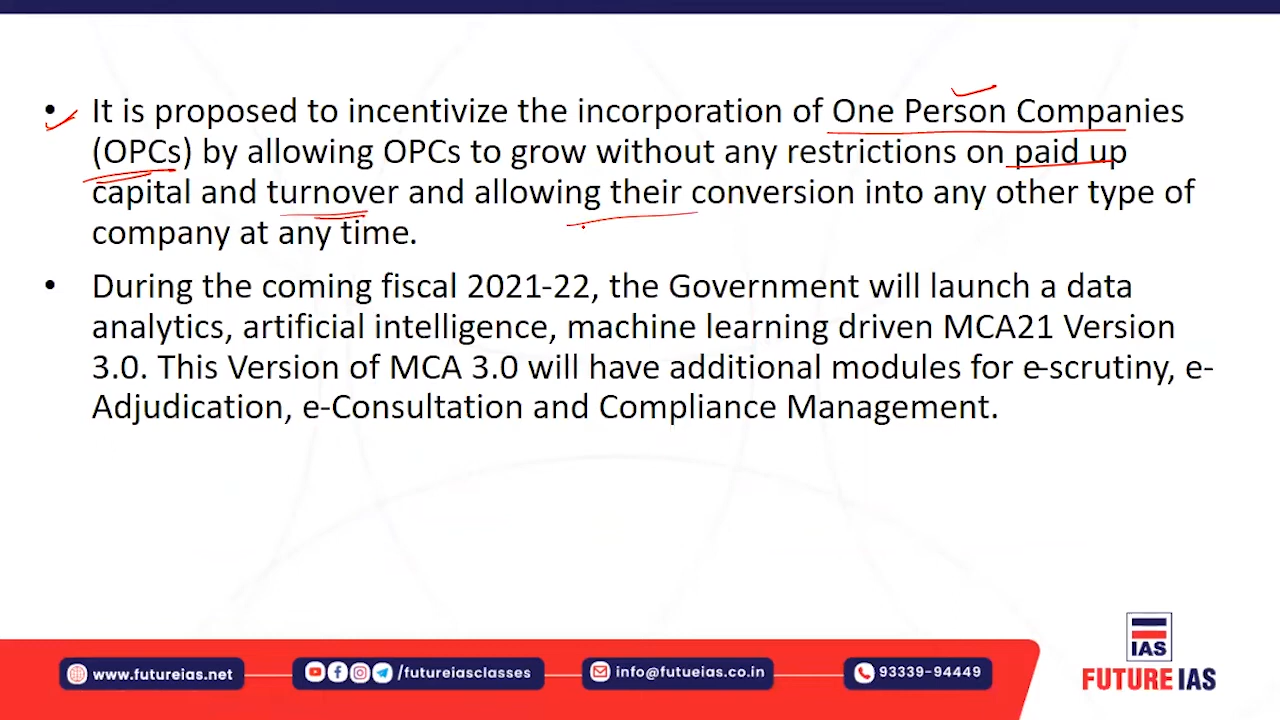 • It is proposed to incentivize the incorporation of One Person Companies
(OPCs) by allowing OPCs to grow without any restrictions on paid up
capital and turnover and allowing their conversion into any other type of
company at any time.
• During the coming fiscal 2021-22, the Government will launch a data
analytics, artificial intelligence, machine learning driven MCA21 Version
3.0. This Version of MCA 3.0 will have additional modules for e-scrutiny, e-
Adjudication, e-Consultation and Compliance Management.
IAS
www.futureias.net /futureiasclasses info@futueias.co.in 93339-94449
FUTURE IAS